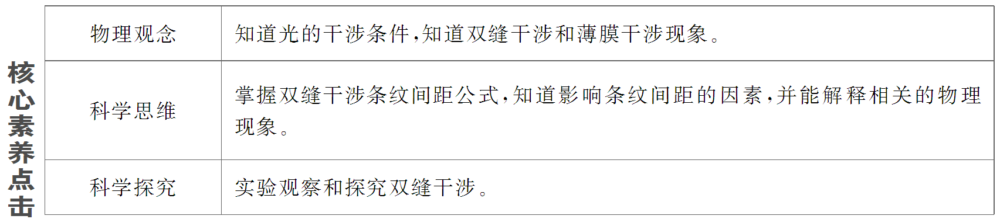 核心素养点击
物理观念
知道光的干涉条件,知道双缝干涉和薄膜干涉现象。
科学思维
掌握双缝干涉条纹间距公式,知道影响条纹间距的因素,并能解释相关的物理
现象。
科学探究
实验观察和探究双缝干涉。